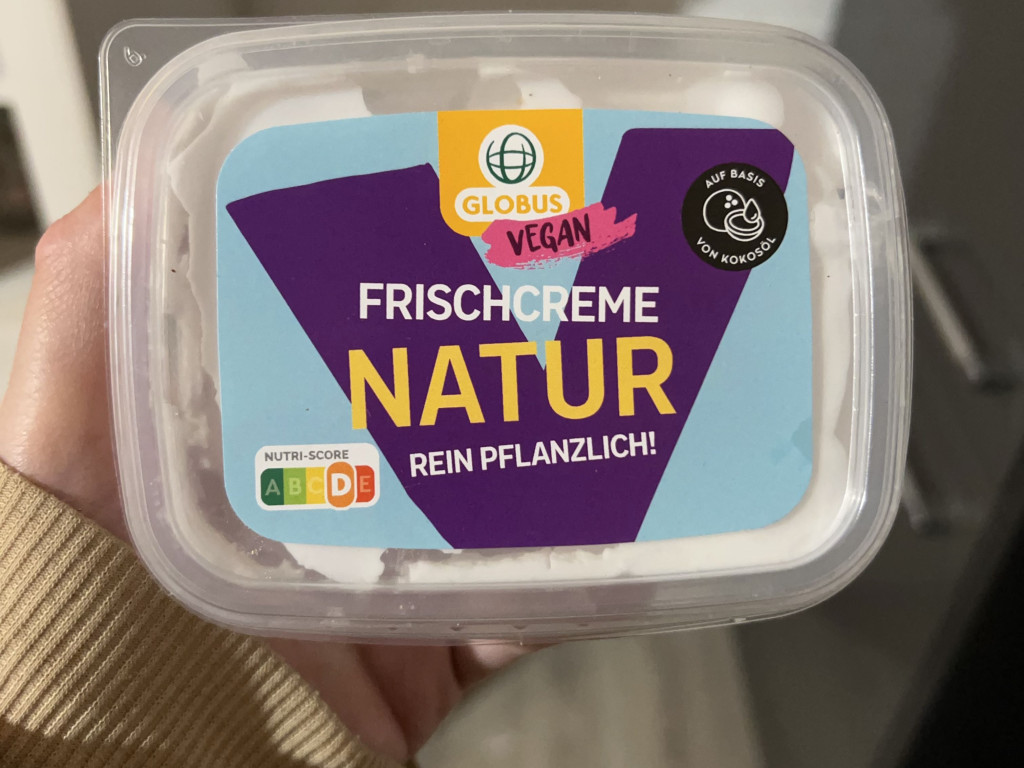 GLOBUS
VEGAN
AUF BASIS
VON KOKOSÖL
FRISCHCREME
NATUR
REIN PFLANZLICH!
NUTRI-SCORE
A B C D E